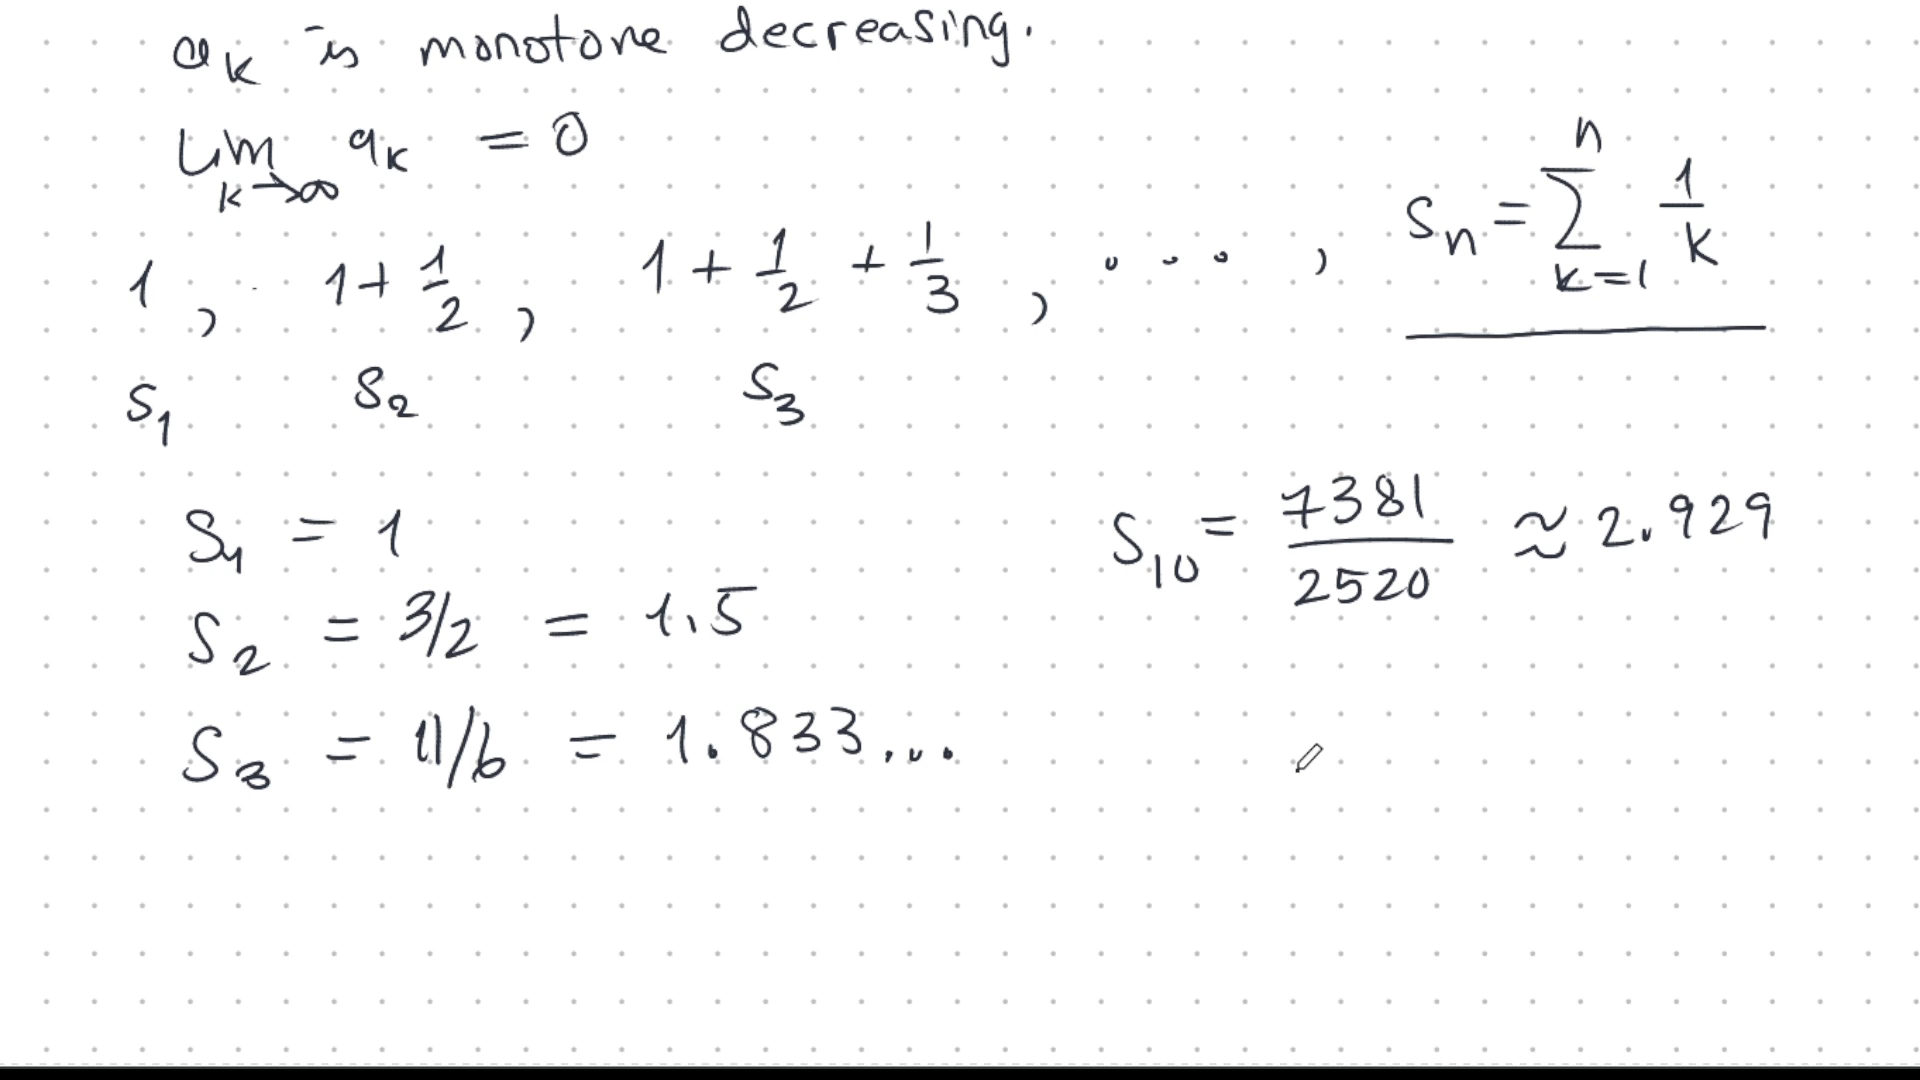 a_k is monotone decreasing.
lim_{k→∞} a_k = 0
1, 1+1/2, 1+1/2+1/3, ...., S_n = ∑_{k=1}^{n} 1/k
S_1 S_2 S_3
S_1 = 1
S_2 = 3/2 = 1.5
S_3 = 11/6 = 1.833...
S_10 = 7381/2520 ≈ 2.929